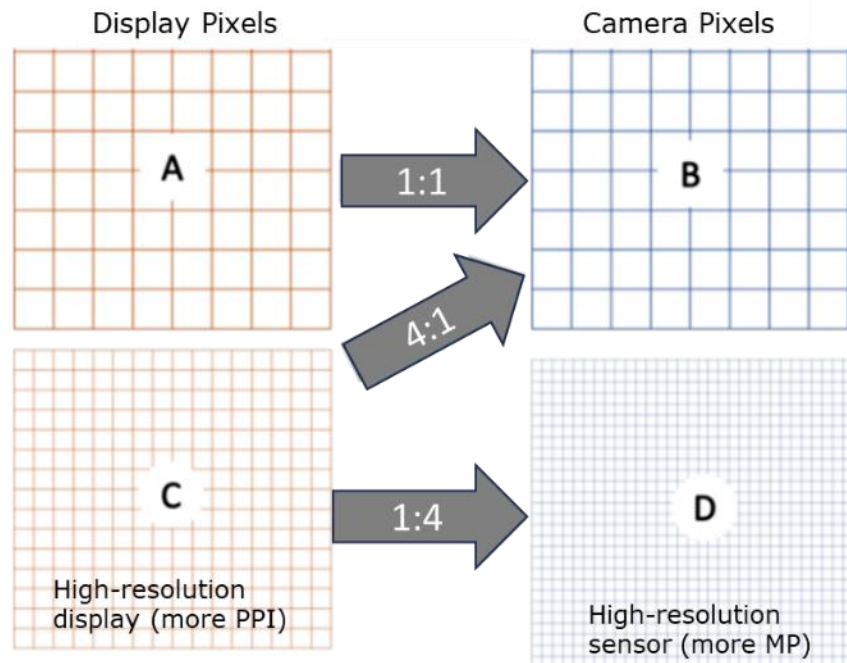 Display Pixels
Camera Pixels
A
1:1
B
4:1
C
1:4
D
High-resolution
display (more PPI)
High-resolution
sensor (more MP)